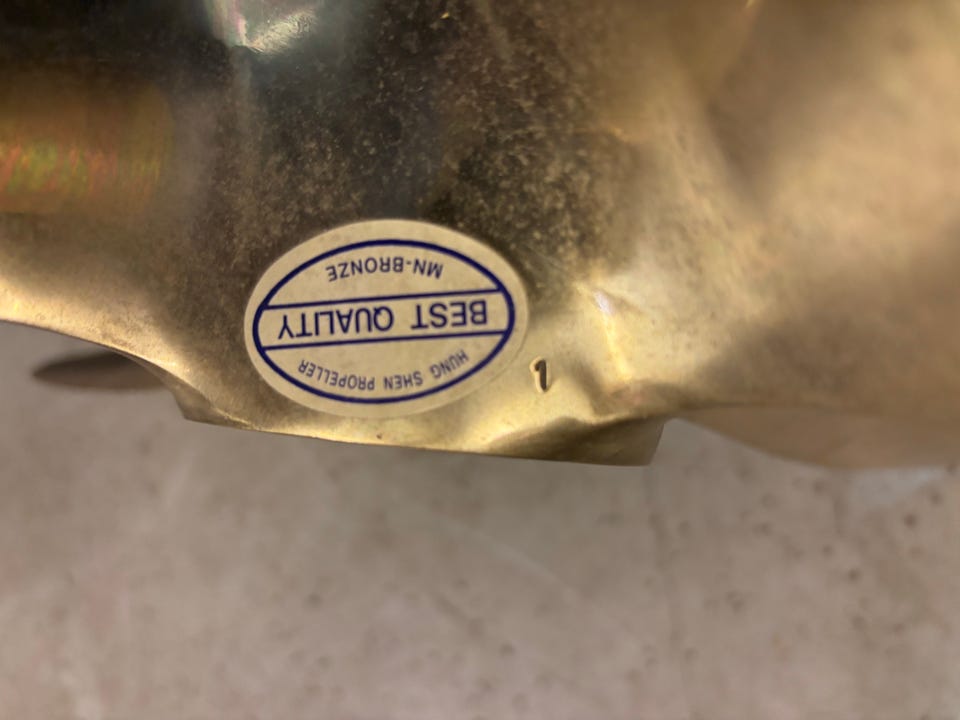 HUNG SHEN PROPELLER
BEST QUALITY
MN-BRONZE
1